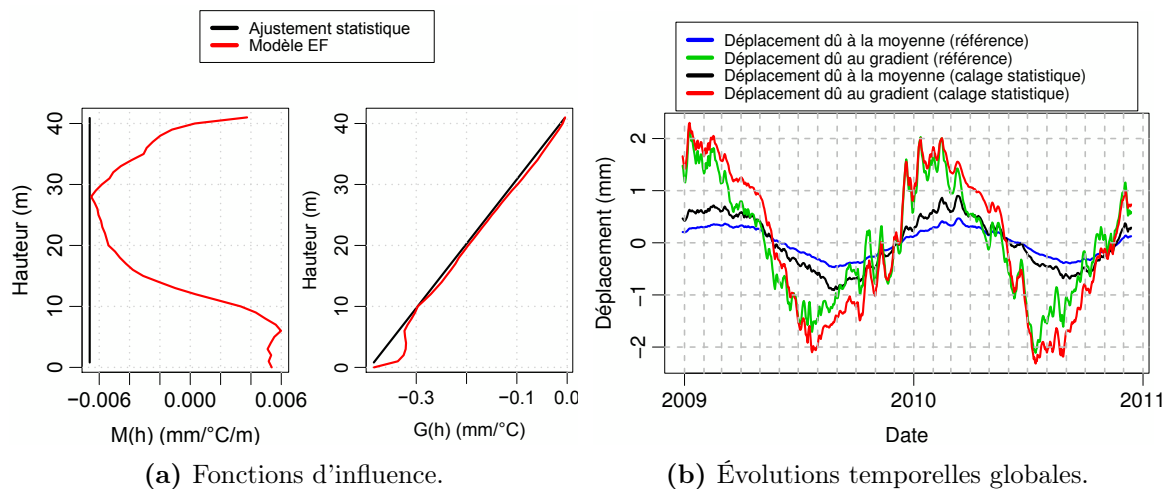 Ajustement statistique
Modèle EF
Hauteur (m)
40
30
20
10
0
−0.006
0.000
0.006
M(h) (mm/°C/m)
Hauteur (m)
40
30
20
10
0
−0.3
−0.1
0.0
G(h) (mm/°C)
(a) Fonctions d'influence.
Déplacement dû à la moyenne (référence)
Déplacement dû au gradient (référence)
Déplacement dû à la moyenne (calage statistique)
Déplacement dû au gradient (calage statistique)
Déplacement (mm)
2
1
0
−1
−2
2009
2010
2011
Date
(b) Évolutions temporelles globales.